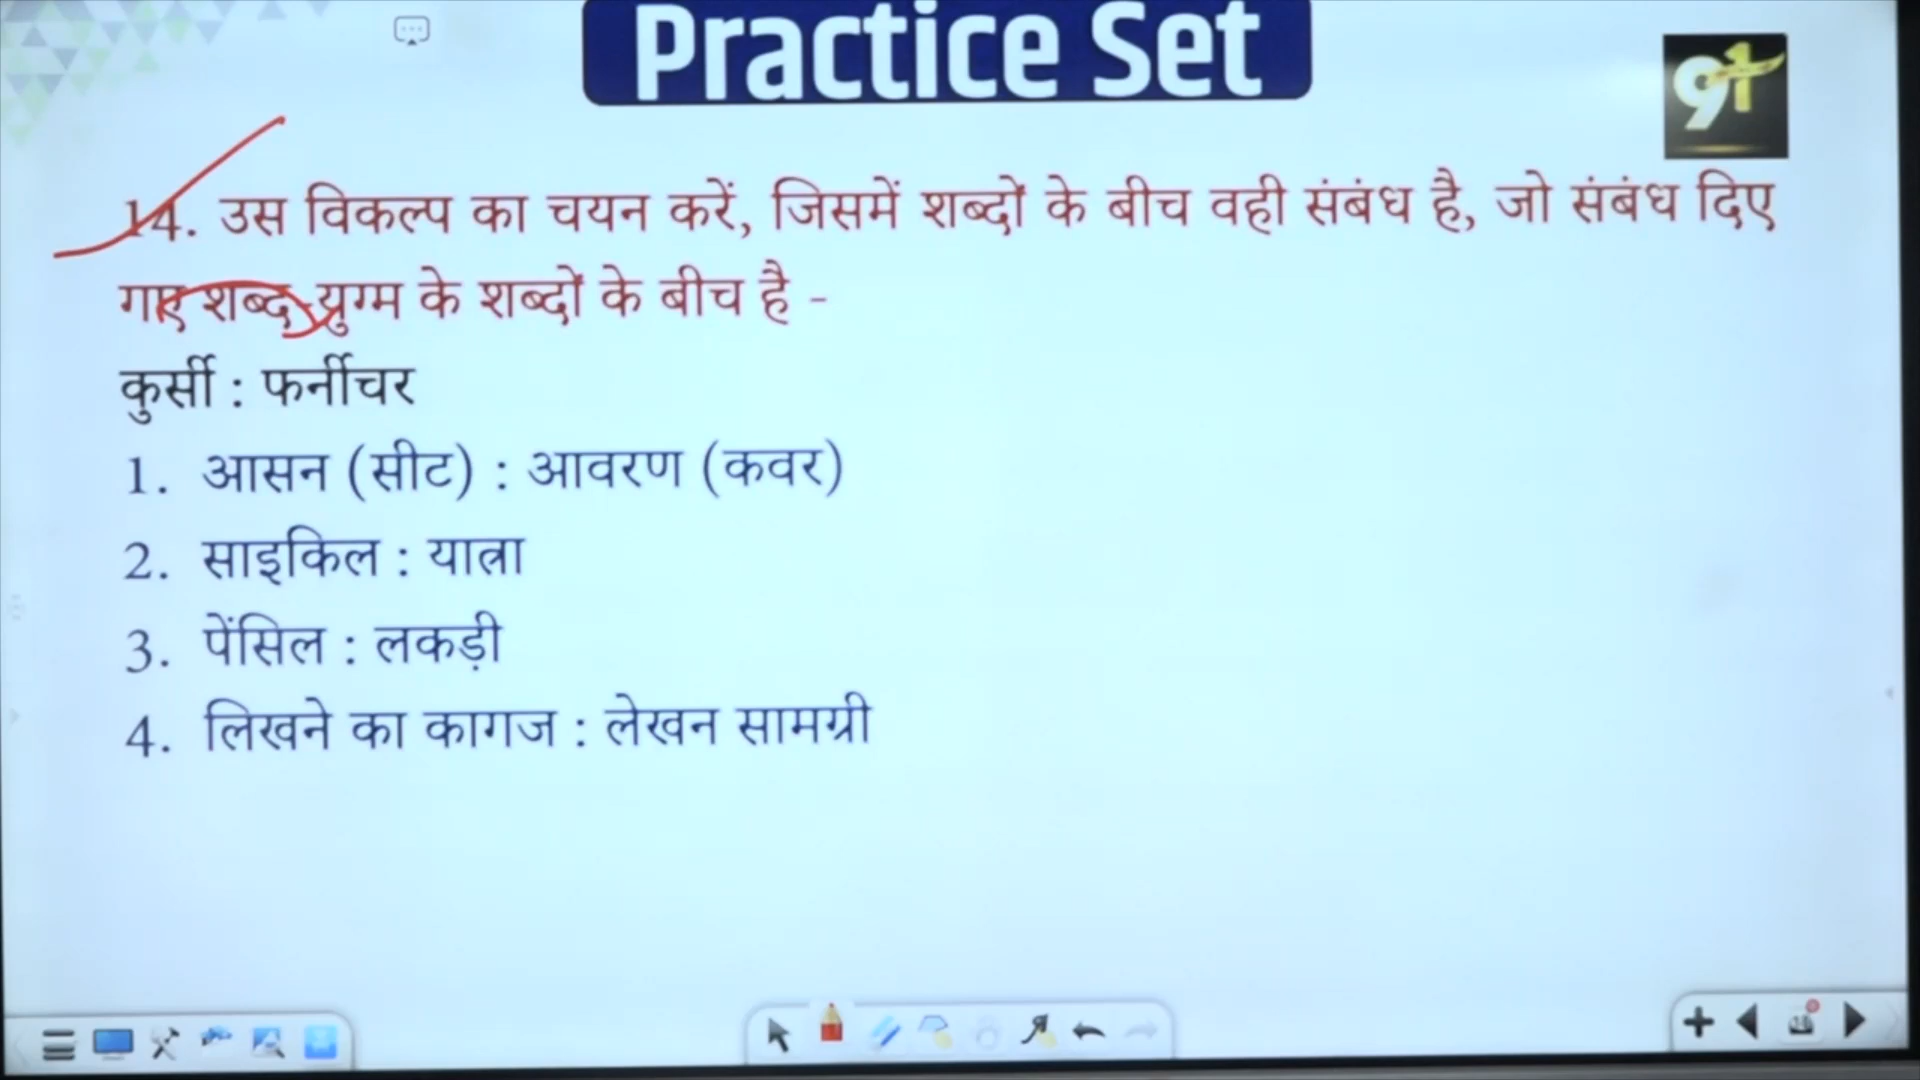 Practice Set
91
14. उस विकल्प का चयन करें, जिसमें शब्दों के बीच वही संबंध है, जो संबंध दिए
गए शब्द-युग्म के शब्दों के बीच है -
कुर्सी : फर्नीचर
1. आसन (सीट) : आवरण (कवर)
2. साइकिल : यात्रा
3. पेंसिल : लकड़ी
4. लिखने का कागज : लेखन सामग्री